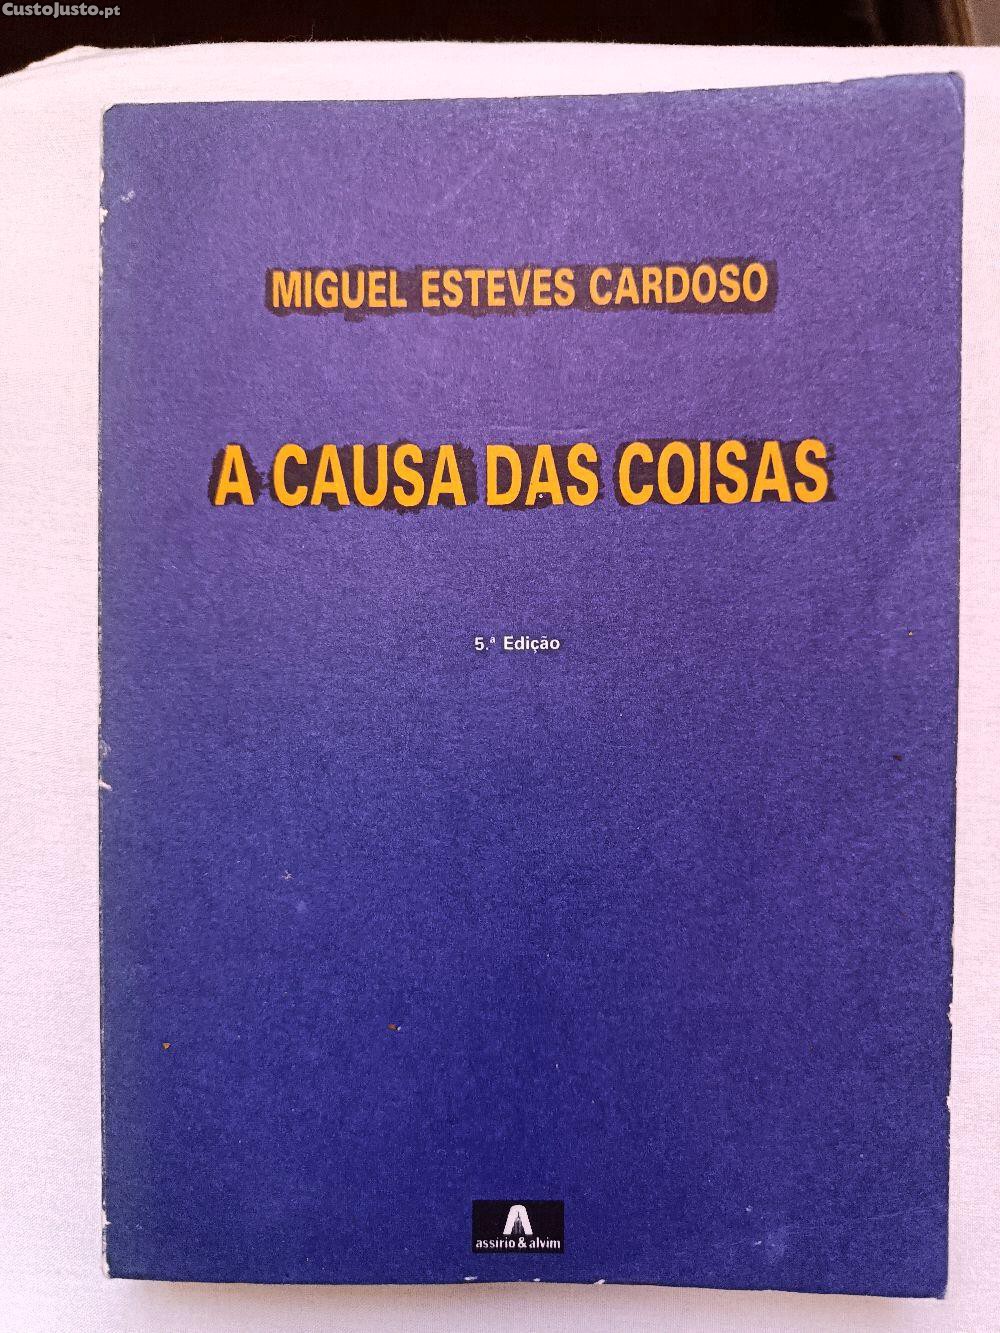 CustoJusto.pt
MIGUEL ESTEVES CARDOSO
A CAUSA DAS COISAS
5.ª Edição
assírio & alvim